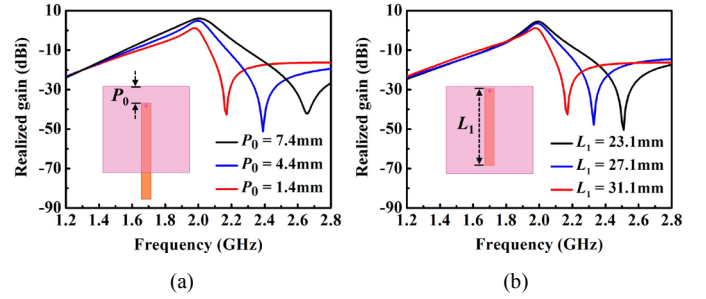 10
-10
-30
-50
-70
-90
Realized gain (dBi)
P0
P0 = 7.4mm
P0 = 4.4mm
P0 = 1.4mm
1.2 1.4 1.6 1.8 2.0 2.2 2.4 2.6 2.8
Frequency (GHz)
(a)
10
-10
-30
-50
-70
-90
Realized gain (dBi)
L1
L1 = 23.1mm
L1 = 27.1mm
L1 = 31.1mm
1.2 1.4 1.6 1.8 2.0 2.2 2.4 2.6 2.8
Frequency (GHz)
(b)